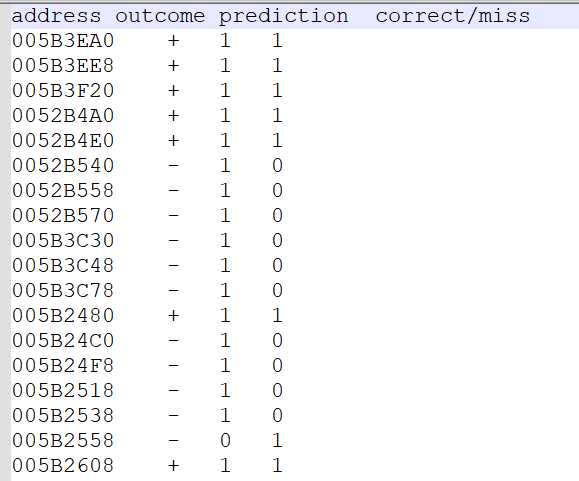 address outcome prediction correct/miss
005B3EA0 + 1 1
005B3EE8 + 1 1
005B3F20 + 1 1
0052B4A0 + 1 1
0052B4E0 + 1 1
0052B540 - 1 0
0052B558 - 1 0
0052B570 - 1 0
005B3C30 - 1 0
005B3C48 - 1 0
005B3C78 - 1 0
005B2480 + 1 1
005B24C0 - 1 0
005B24F8 - 1 0
005B2518 - 1 0
005B2538 - 1 0
005B2558 - 0 1
005B2608 + 1 1